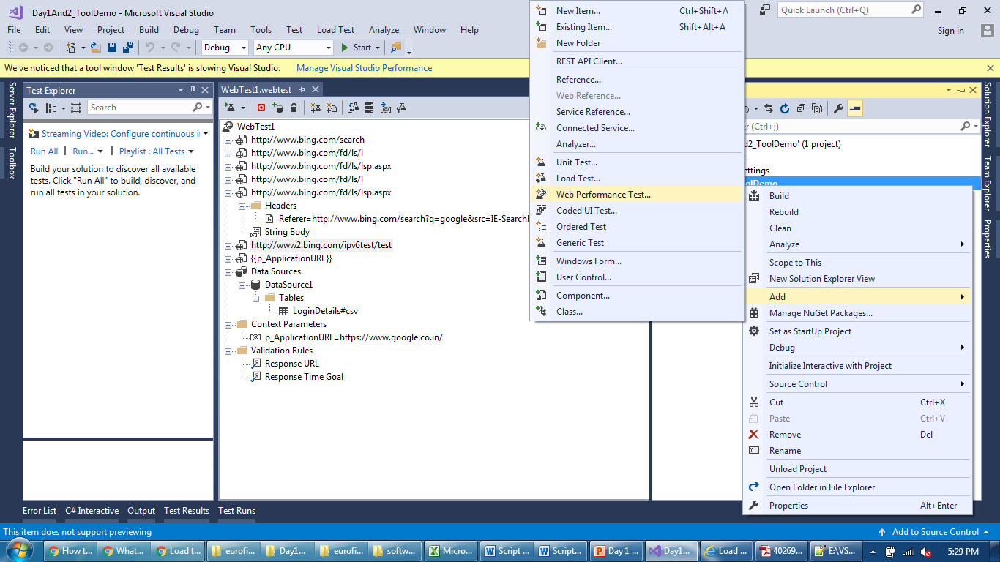 Day1And2_ToolDemo - Microsoft Visual Studio
Quick Launch (Ctrl+Q)
File Edit View Project Build Debug Team Tools Test Load Test Analyze Window Help
Sign in
Debug Any CPU Start
We've noticed that a tool window 'Test Results' is slowing Visual Studio. Manage Visual Studio Performance
Server Explorer
Toolbox
Test Explorer
Search
Streaming Video: Configure continuous i
Run All | Run... | Playlist : All Tests
Build your solution to discover all available
tests. Click "Run All" to build, discover, and
run all tests in your solution.
WebTest1.webtest
WebTest1
http://www.bing.com/search
http://www.bing.com/fd/ls/l
http://www.bing.com/fd/ls/lsp.aspx
http://www.bing.com/fd/ls/l
http://www.bing.com/fd/ls/lsp.aspx
Headers
Referer=http://www.bing.com/search?q=google&src=IE-SearchB
String Body
http://www2.bing.com/ipv6test/test
{{p_ApplicationURL}}
Data Sources
DataSource1
Tables
LoginDetails#csv
Context Parameters
p_ApplicationURL=https://www.google.co.in/
Validation Rules
Response URL
Response Time Goal
New Item... Ctrl+Shift+A
Existing Item... Shift+Alt+A
New Folder
REST API Client...
Reference...
Web Reference...
Service Reference...
Connected Service...
Analyzer...
Unit Test...
Load Test...
Web Performance Test...
Coded UI Test...
Ordered Test
Generic Test
Windows Form...
User Control...
Component...
Class...
er (Ctrl+;)
nd2_ToolDemo' (1 project)
ettings
oolDemo
Build
Rebuild
Clean
Analyze
Scope to This
New Solution Explorer View
Add
Manage NuGet Packages...
Set as StartUp Project
Debug
Initialize Interactive with Project
Source Control
Cut Ctrl+X
Paste Ctrl+V
Remove Del
Rename
Unload Project
Open Folder in File Explorer
Properties Alt+Enter
Solution Explorer
Team Explorer
Properties
Error List C# Interactive Output Test Results Test Runs
This item does not support previewing
Add to Source Control
How t... What... Load t... eurofi... Day1... eurofi... softw... Micro... Script ... Script... Day 1 ... Day1... Load ... 40269... E:\VS... 5:29 PM